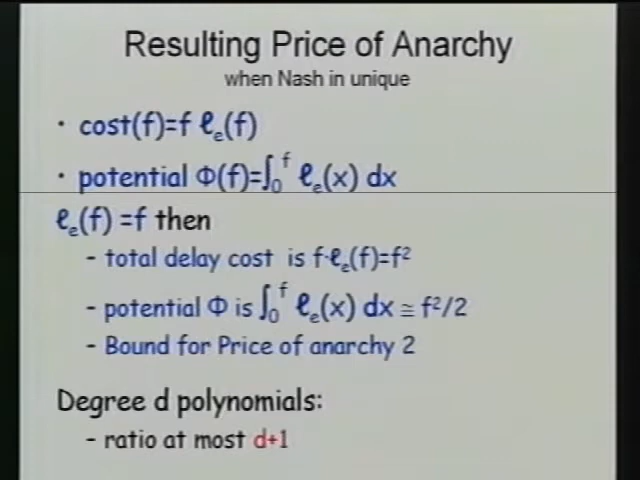 Resulting Price of Anarchy
when Nash in unique
· cost(f)=f ℓₑ(f)
· potential Φ(f)=∫₀ᶠ ℓₑ(x) dx
ℓₑ(f) =f then
- total delay cost is f·ℓₑ(f)=f²
- potential Φ is ∫₀ᶠ ℓₑ(x) dx ≅ f²/2
- Bound for Price of anarchy 2
Degree d polynomials:
- ratio at most d+1